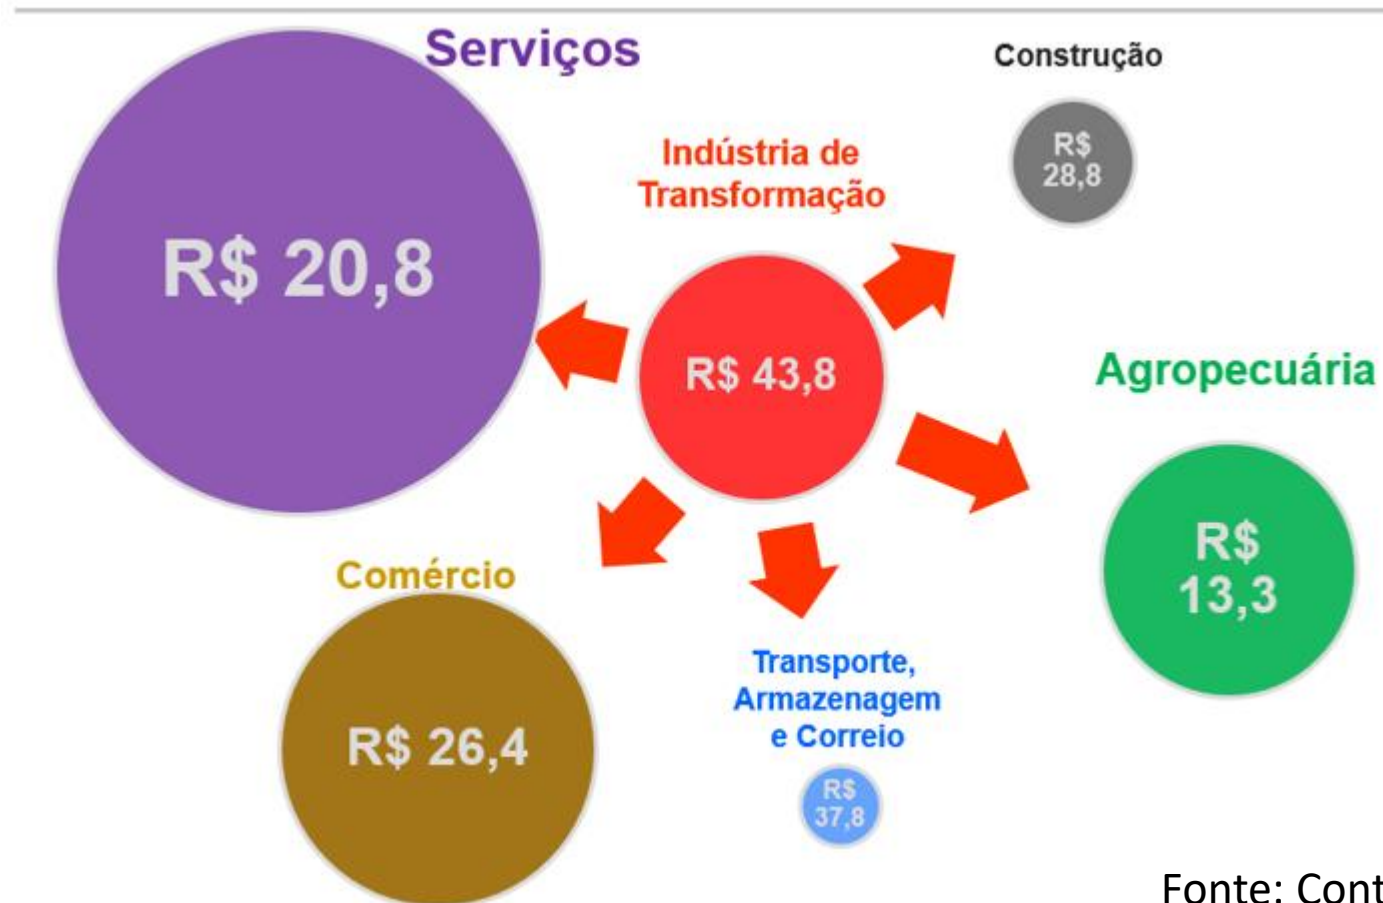 Serviços
R$ 20,8
Construção
R$
28,8
Indústria de
Transformação
R$ 43,8
Agropecuária
R$
13,3
Comércio
R$ 26,4
Transporte,
Armazenagem
e Correio
R$
37,8
Fonte: